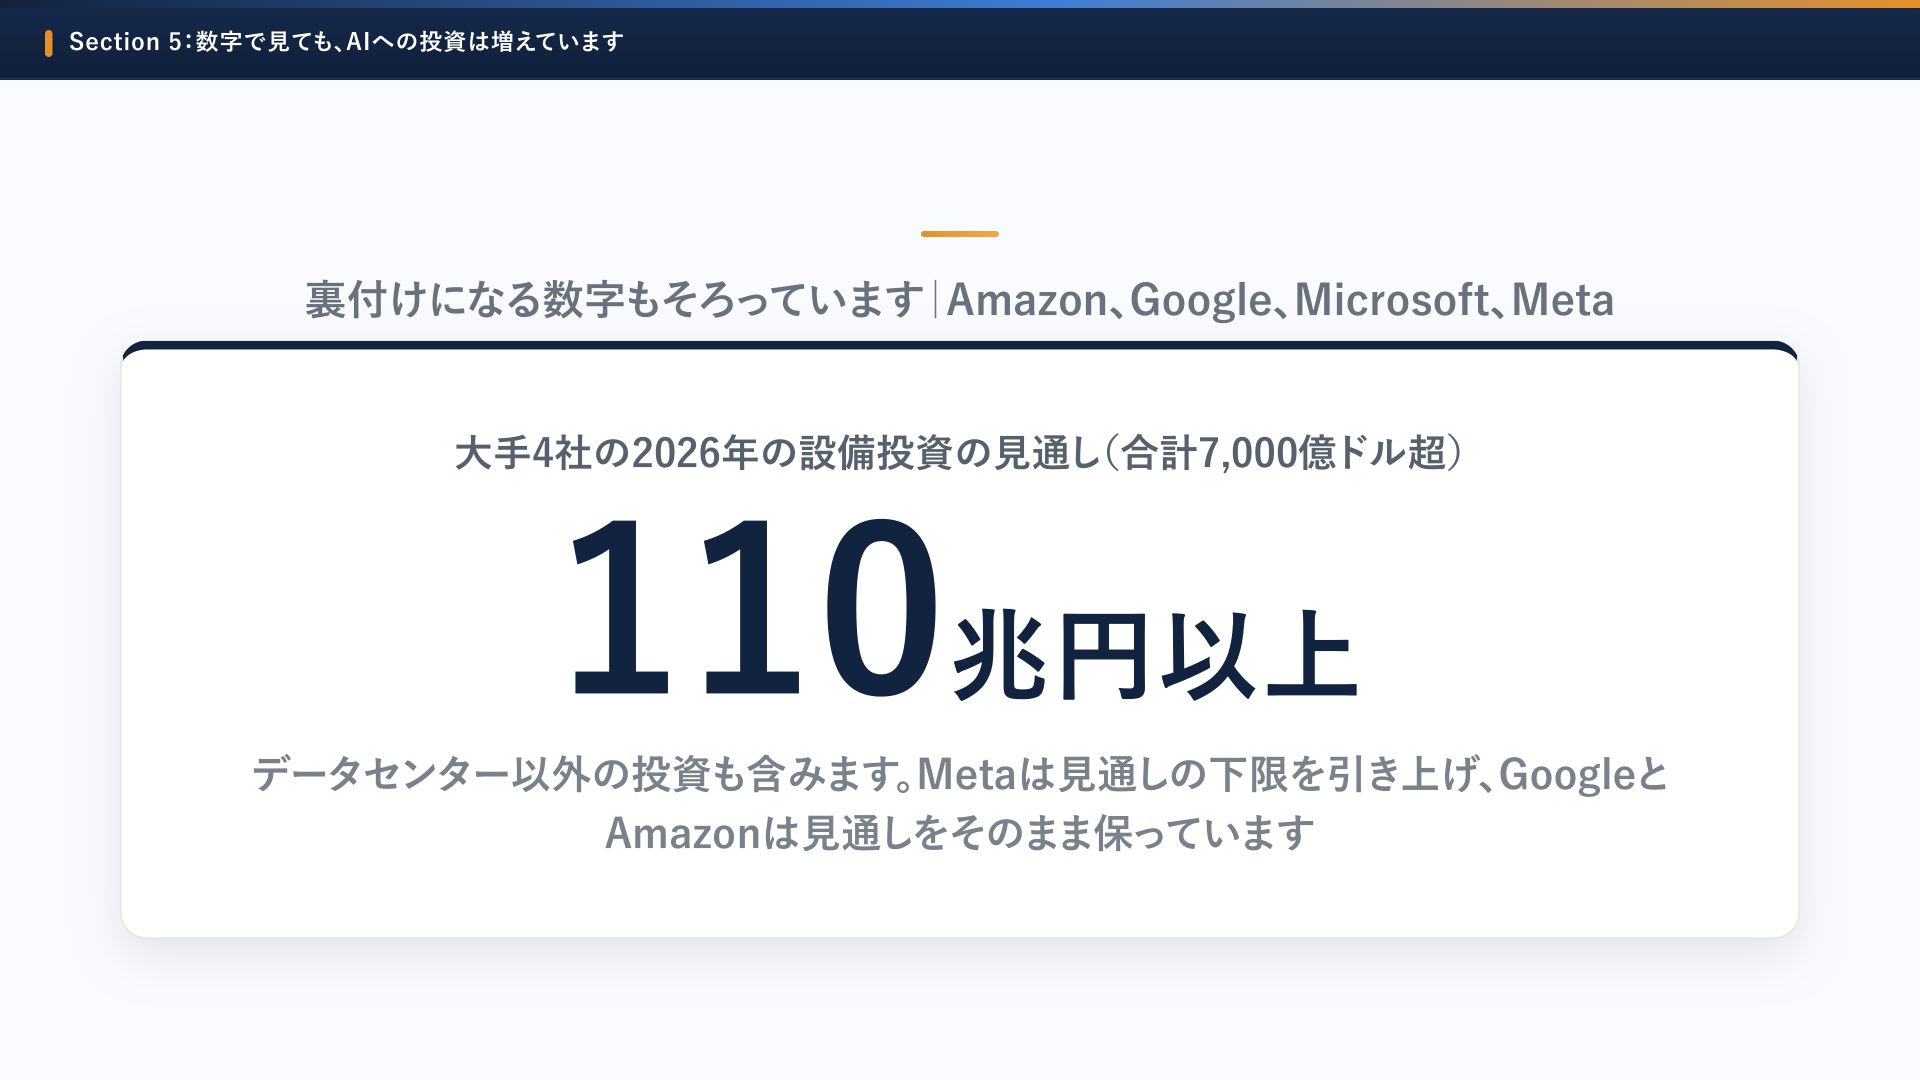 Section 5：数字で見ても、AIへの投資は増えています
裏付けになる数字もそろっています｜Amazon、Google、Microsoft、Meta
大手4社の2026年の設備投資の見通し（合計7,000億ドル超）
110兆円以上
データセンター以外の投資も含みます。Metaは見通しの下限を引き上げ、Googleと
Amazonは見通しをそのまま保っています